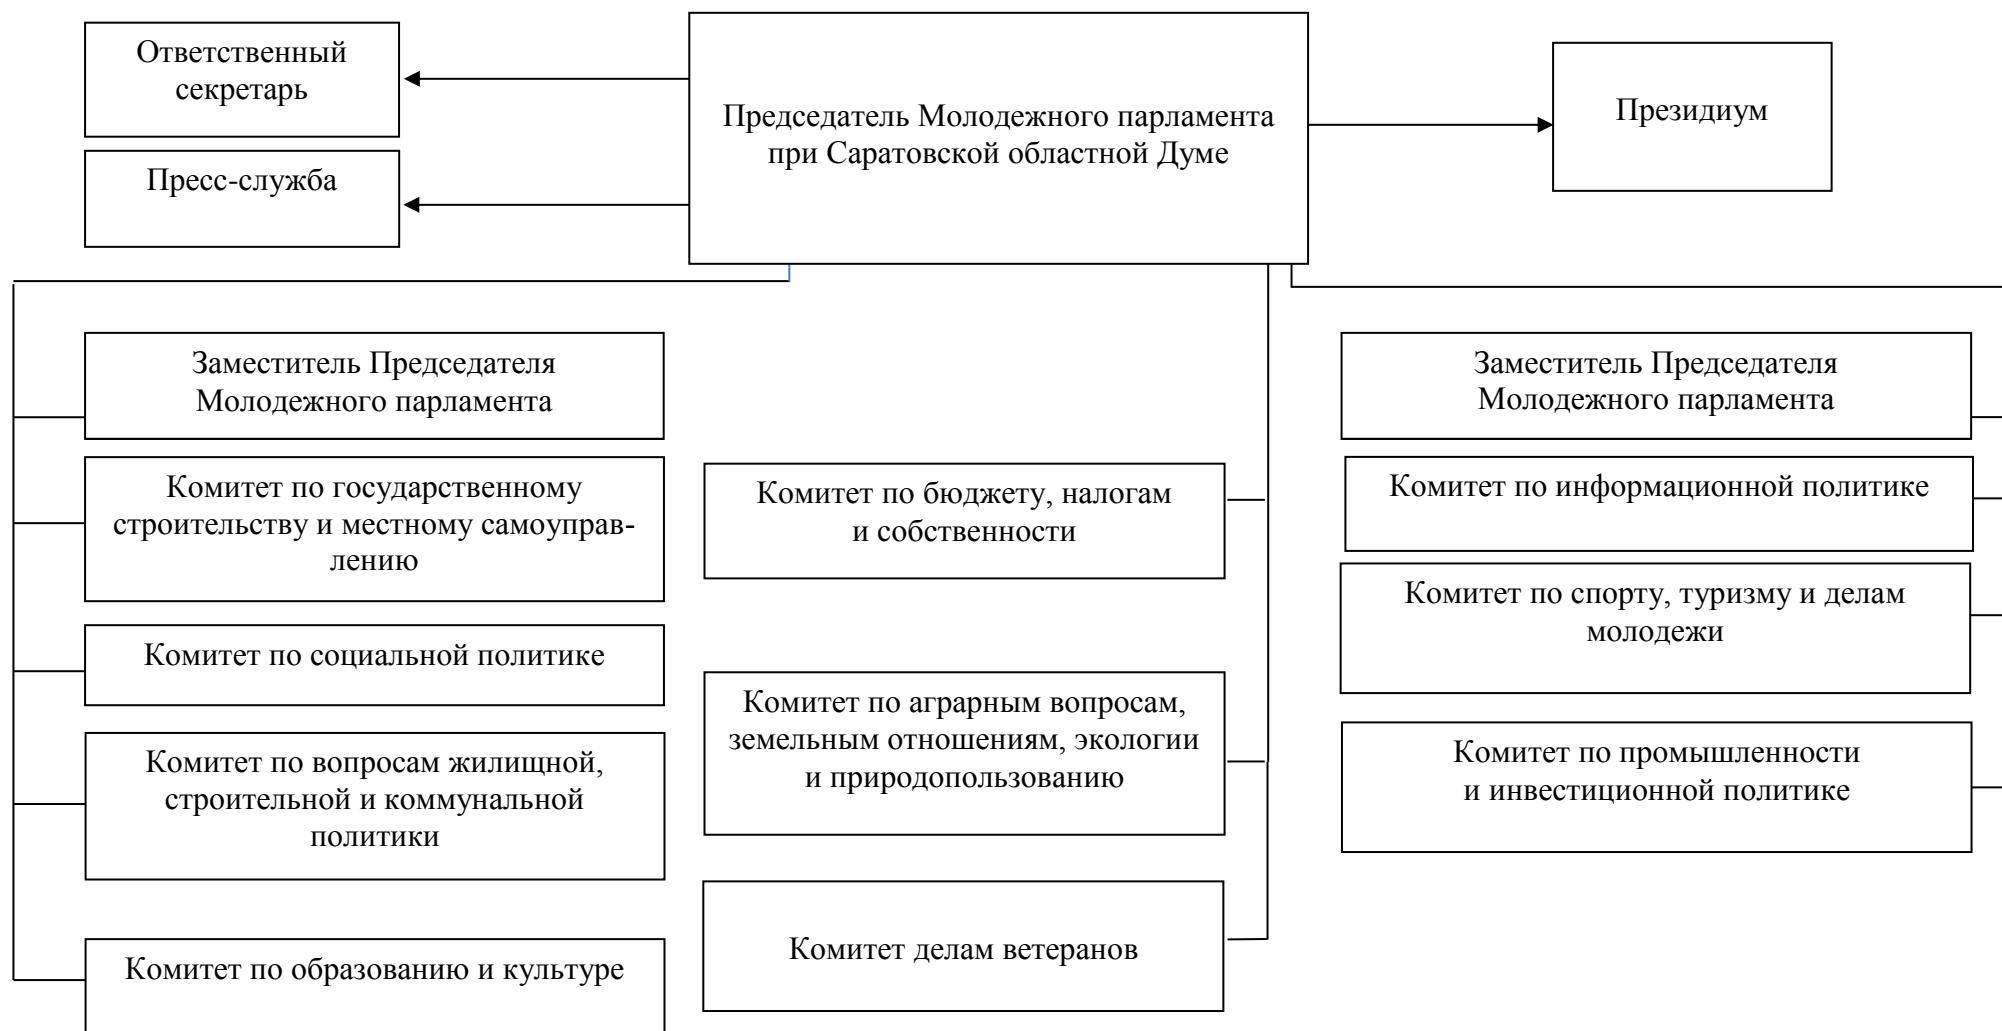 Ответственный
секретарь
Председатель Молодежного парламента
при Саратовской областной Думе
Президиум
Пресс-служба
Заместитель Председателя
Молодежного парламента
Комитет по государственному
строительству и местному самоуправ-
лению
Комитет по социальной политике
Комитет по вопросам жилищной,
строительной и коммунальной
политики
Комитет по образованию и культуре
Комитет по бюджету, налогам
и собственности
Комитет по аграрным вопросам,
земельным отношениям, экологии
и природопользованию
Комитет делам ветеранов
Заместитель Председателя
Молодежного парламента
Комитет по информационной политике
Комитет по спорту, туризму и делам
молодежи
Комитет по промышленности
и инвестиционной политике